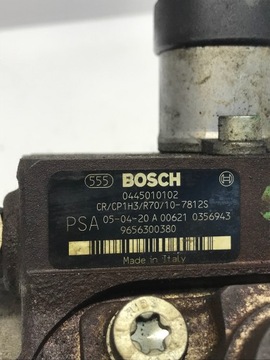 555 BOSCH
0445010102
CR/CP1H3/R70/10-7812S
PSA 05-04-20 A 00621 0356943
9656300380
Made in Italy